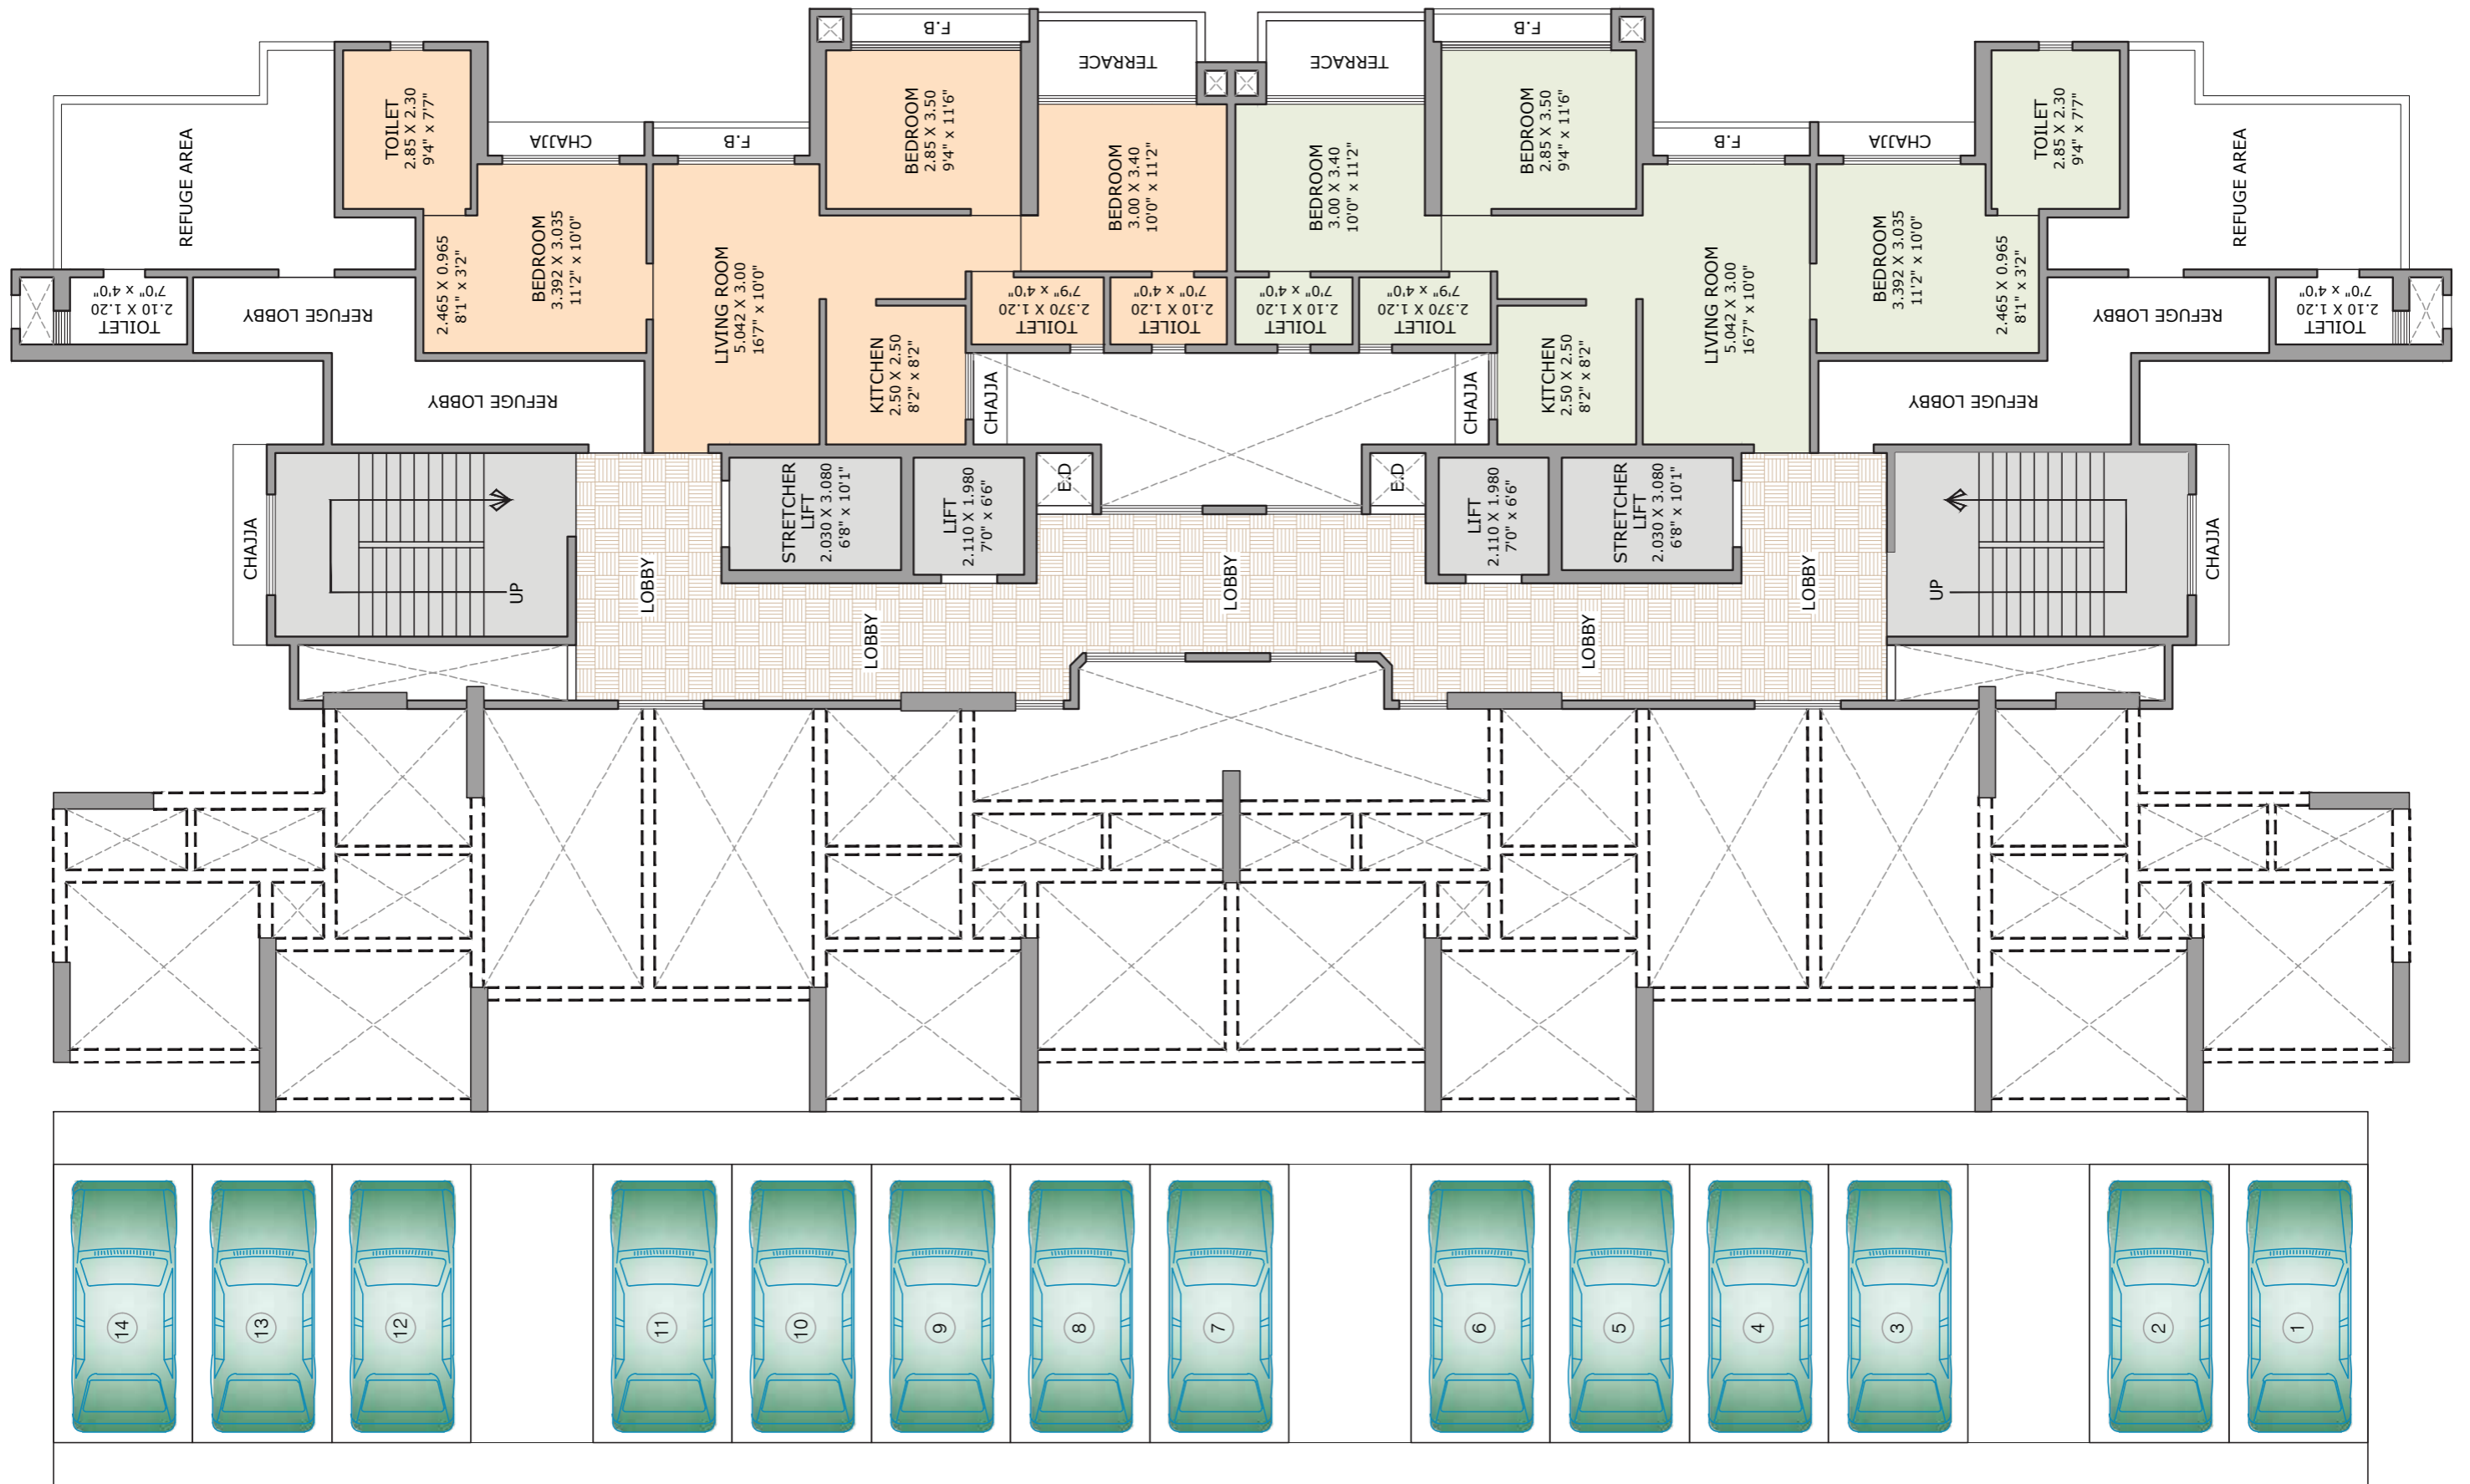 F.B
TERRACE
TERRACE
F.B
TOILET
2.85 X 2.30
9'4" x 7'7"
CHAJJA
F.B
BEDROOM
2.85 X 3.50
9'4" x 11'6"
BEDROOM
2.85 X 3.50
9'4" x 11'6"
F.B
CHAJJA
TOILET
2.85 X 2.30
9'4" x 7'7"
REFUGE AREA
BEDROOM
3.00 X 3.40
10'0" x 11'2"
BEDROOM
3.00 X 3.40
10'0" x 11'2"
REFUGE AREA
BEDROOM
3.392 X 3.035
11'2" x 10'0"
2.465 X 0.965
8'1" x 3'2"
BEDROOM
3.392 X 3.035
11'2" x 10'0"
2.465 X 0.965
8'1" x 3'2"
TOILET
2.10 X 1.20
7'0" x 4'0"
REFUGE LOBBY
LIVING ROOM
5.042 X 3.00
16'7" x 10'0"
TOILET
2.370 X 1.20
7'9" x 4'0"
TOILET
2.10 X 1.20
7'0" x 4'0"
TOILET
2.10 X 1.20
7'0" x 4'0"
TOILET
2.370 X 1.20
7'9" x 4'0"
LIVING ROOM
5.042 X 3.00
16'7" x 10'0"
REFUGE LOBBY
TOILET
2.10 X 1.20
7'0" x 4'0"
REFUGE LOBBY
KITCHEN
2.50 X 2.50
8'2" x 8'2"
CHAJJA
CHAJJA
KITCHEN
2.50 X 2.50
8'2" x 8'2"
REFUGE LOBBY
CHAJJA
UP
LOBBY
STRETCHER
LIFT
2.030 X 3.080
6'8" x 10'1"
LIFT
2.110 X 1.980
7'0" x 6'6"
E.D
E.D
LIFT
2.110 X 1.980
7'0" x 6'6"
STRETCHER
LIFT
2.030 X 3.080
6'8" x 10'1"
LOBBY
UP
CHAJJA
LOBBY
LOBBY
LOBBY
14
13
12
11
10
9
8
7
6
5
4
3
2
1